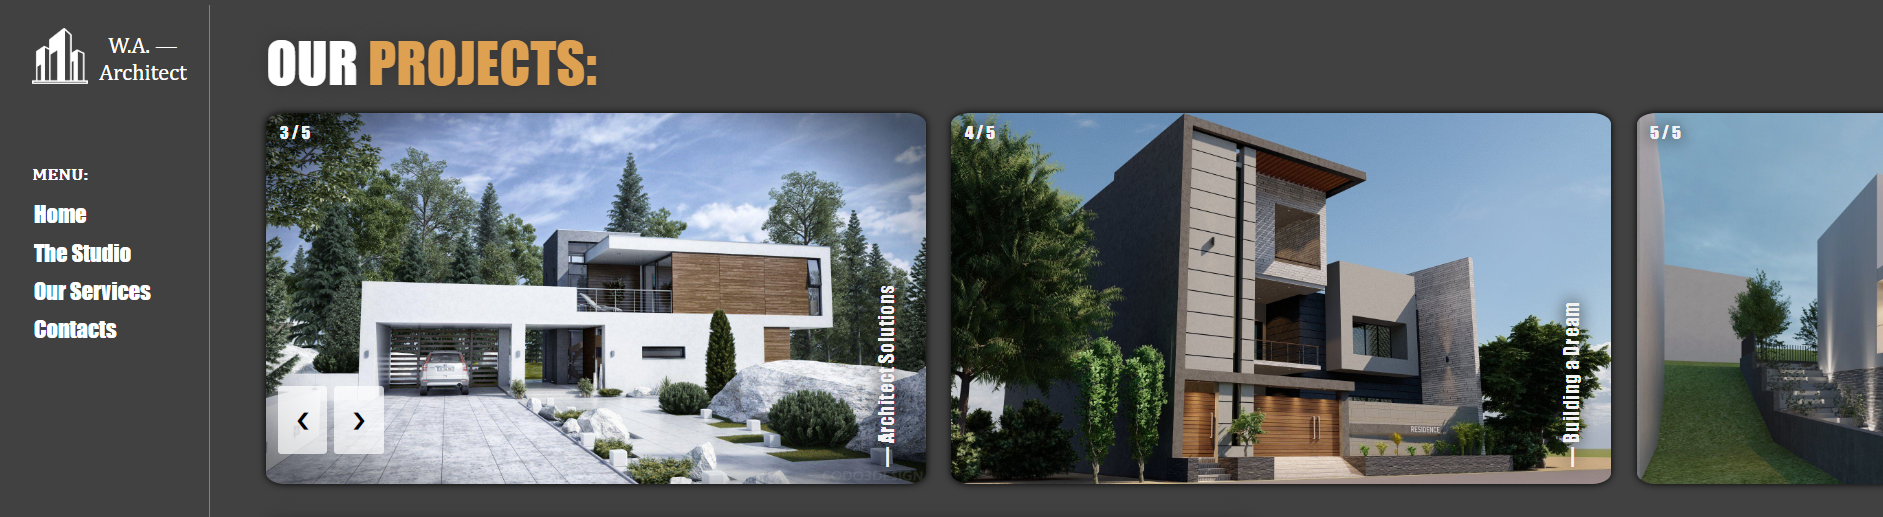 W.A. —
Architect
MENU:
Home
The Studio
Our Services
Contacts
OUR PROJECTS:
3 / 5
— Architect Solutions
4 / 5
RESIDENCE
— Building a Dream
5 / 5